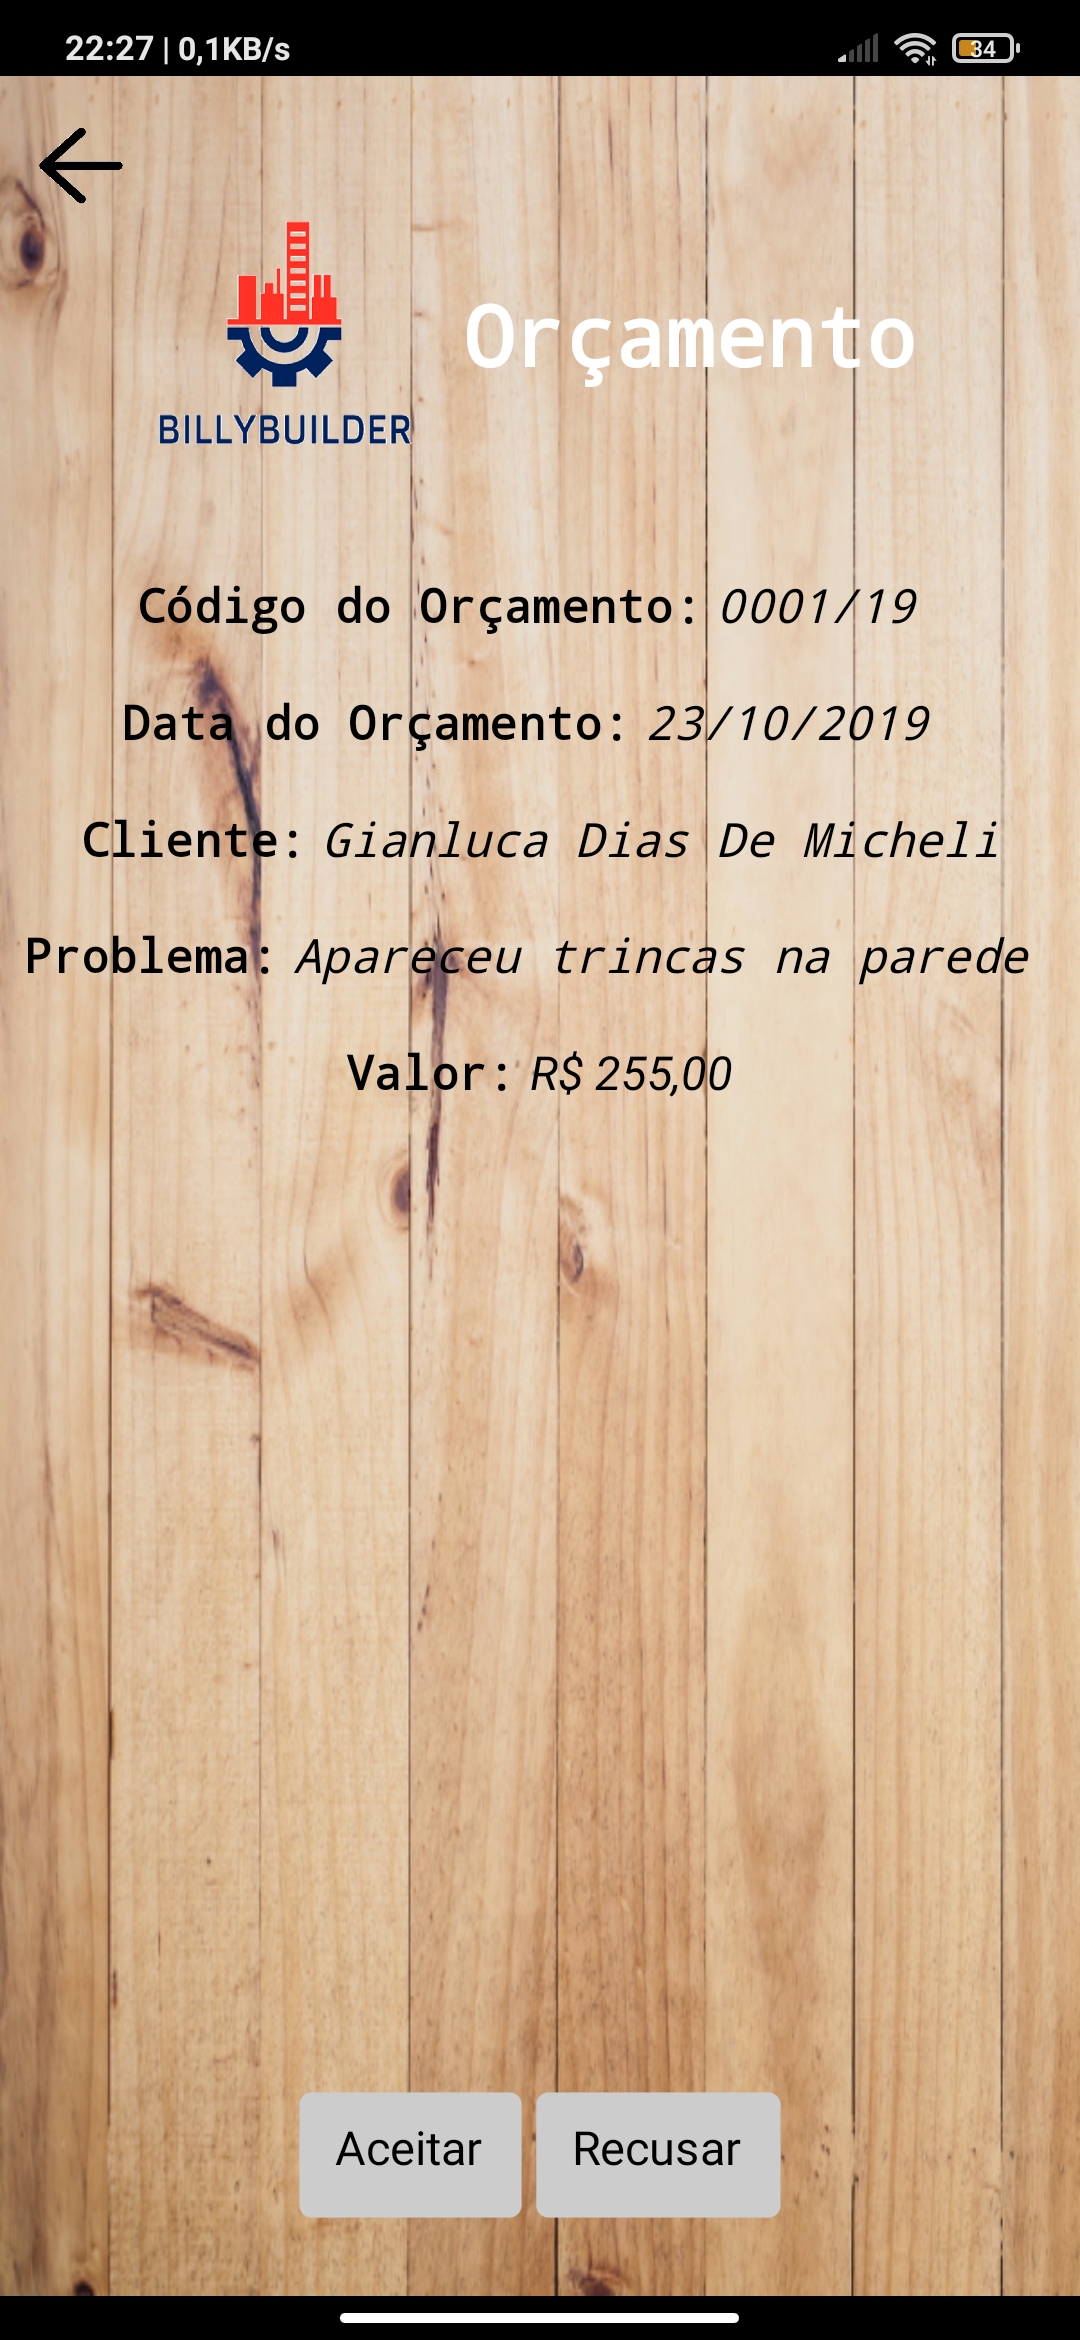 22:27 | 0,1KB/s 34
Orçamento
BILLYBUILDER
Código do Orçamento: 0001/19
Data do Orçamento: 23/10/2019
Cliente: Gianluca Dias De Micheli
Problema: Apareceu trincas na parede
Valor: R$ 255,00
Aceitar Recusar